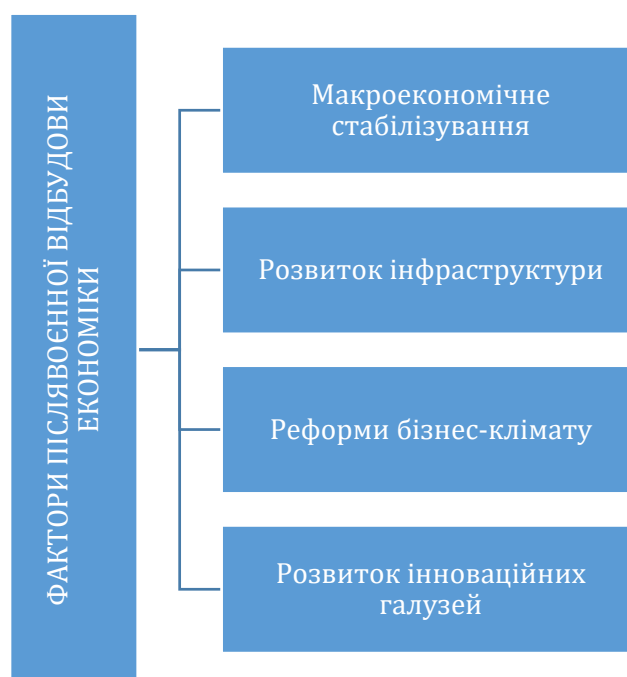 ФАКТОРИ ПІСЛЯВОЄННОЇ ВІДБУДОВИ
ЕКОНОМІКИ
Макроекономічне
стабілізування
Розвиток інфраструктури
Реформи бізнес-клімату
Розвиток інноваційних
галузей